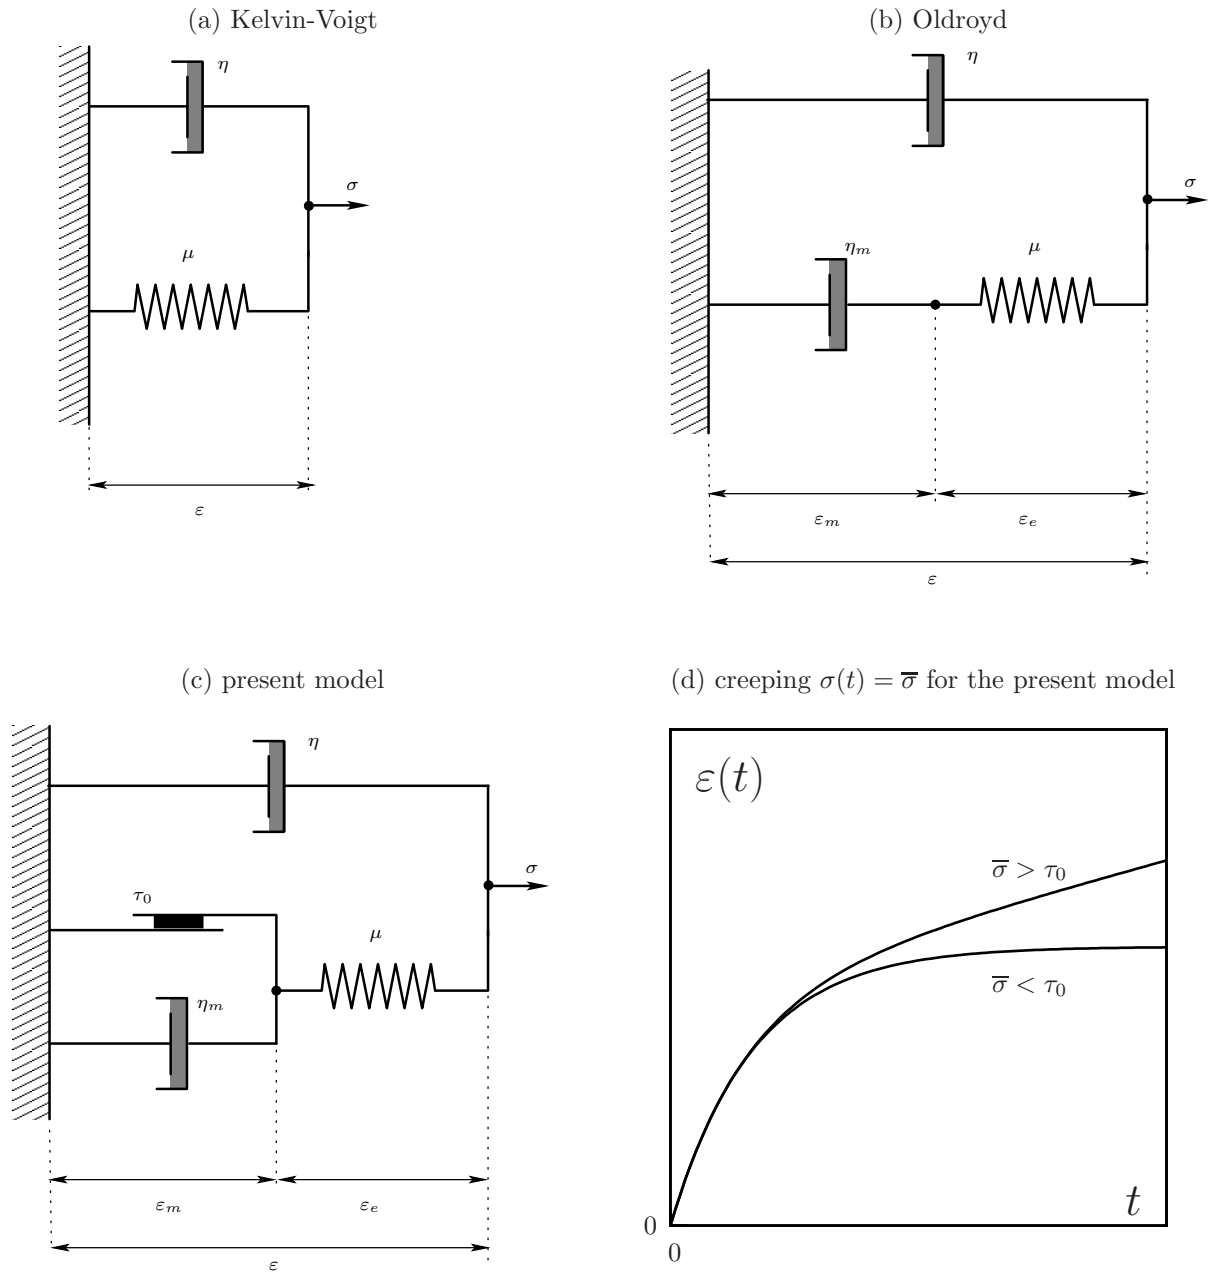 (a) Kelvin-Voigt
η
σ
μ
ε
(b) Oldroyd
η
σ
η_m
μ
ε_m
ε_e
ε
(c) present model
η
σ
τ_0
μ
η_m
ε_m
ε_e
ε
(d) creeping σ(t) = σ̅ for the present model
ε(t)
σ̅ > τ_0
σ̅ < τ_0
t
0
0